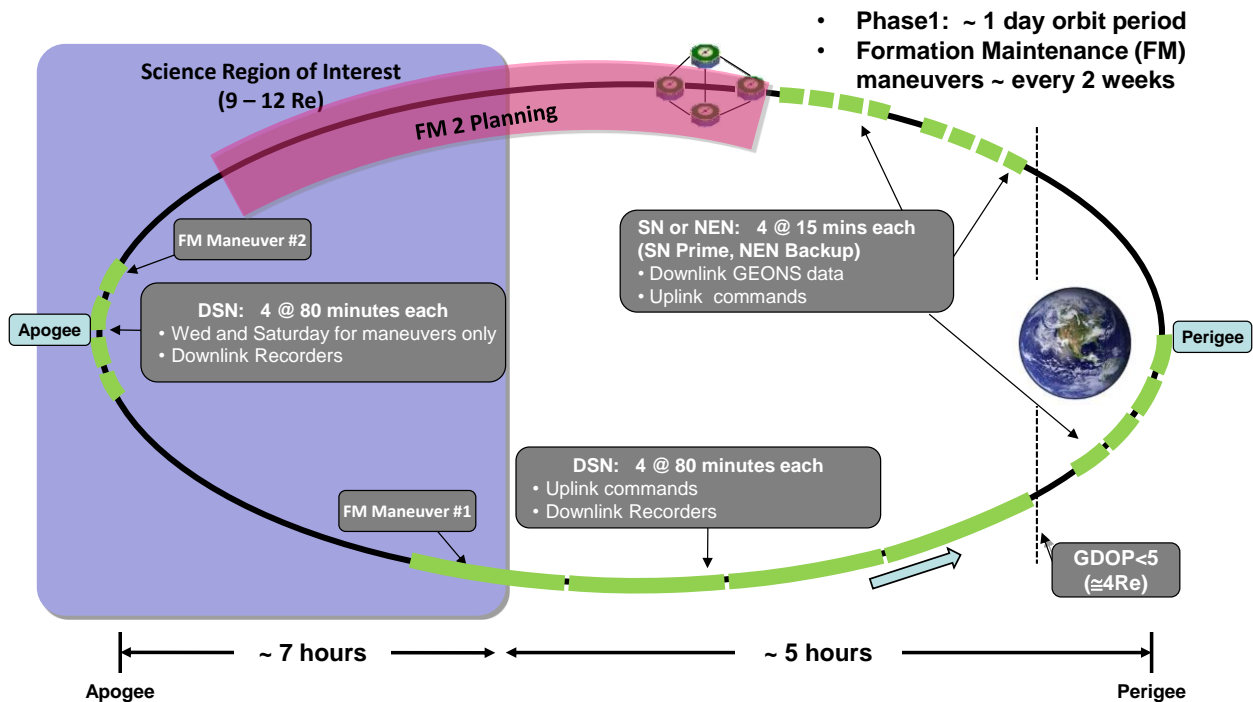 • Phase1: ~ 1 day orbit period
• Formation Maintenance (FM)
maneuvers ~ every 2 weeks
Science Region of Interest
(9 – 12 Re)
FM 2 Planning
FM Maneuver #2
SN or NEN: 4 @ 15 mins each
(SN Prime, NEN Backup)
• Downlink GEONS data
• Uplink commands
DSN: 4 @ 80 minutes each
• Wed and Saturday for maneuvers only
• Downlink Recorders
Apogee
Perigee
DSN: 4 @ 80 minutes each
• Uplink commands
• Downlink Recorders
FM Maneuver #1
GDOP<5
(≅4Re)
~ 7 hours
~ 5 hours
Apogee
Perigee